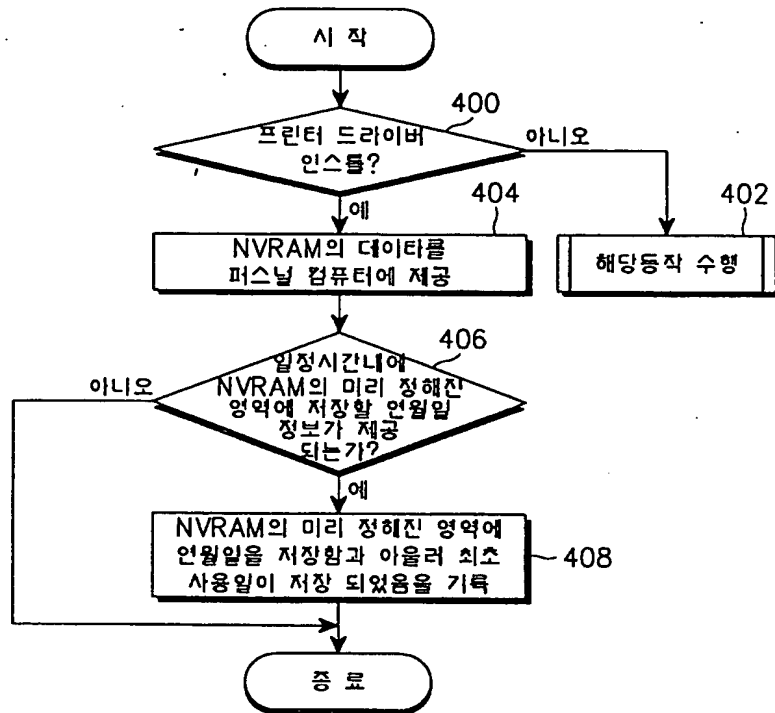 시 작
400
프린터 드라이버
인스톨?
아니오
예
404
402
NVRAM의 데이타를
퍼스널 컴퓨터에 제공
해당동작 수행
406
일정시간내에
아니오
NVRAM의 미리 정해진
영역에 저장할 연월일
정보가 제공
되는가?
예
NVRAM의 미리 정해진 영역에
연월일을 저장함과 아울러 최초
사용일이 저장 되었음을 기록
408
종 료